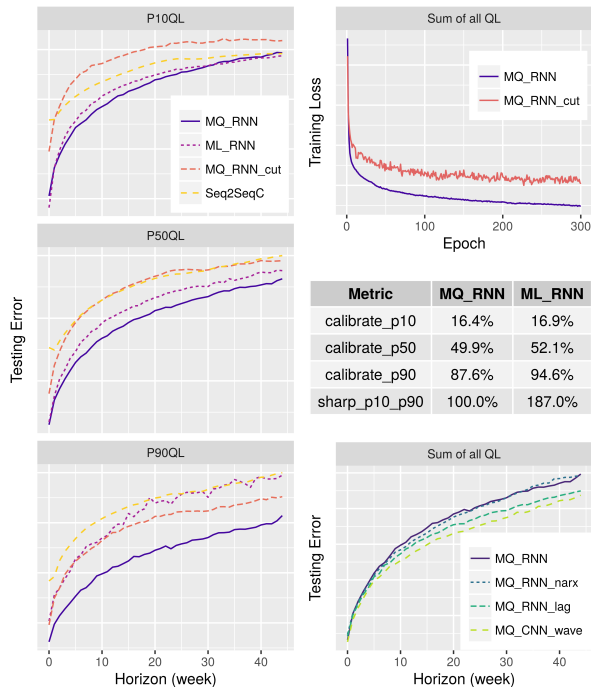 P10QL
MQ_RNN
ML_RNN
MQ_RNN_cut
Seq2SeqC
P50QL
Testing Error
P90QL
0 10 20 30 40
Horizon (week)
Sum of all QL
MQ_RNN
MQ_RNN_cut
Training Loss
0 100 200 300
Epoch
Metric MQ_RNN ML_RNN
calibrate_p10 16.4% 16.9%
calibrate_p50 49.9% 52.1%
calibrate_p90 87.6% 94.6%
sharp_p10_p90 100.0% 187.0%
Sum of all QL
Testing Error
MQ_RNN
MQ_RNN_narx
MQ_RNN_lag
MQ_CNN_wave
0 10 20 30 40
Horizon (week)